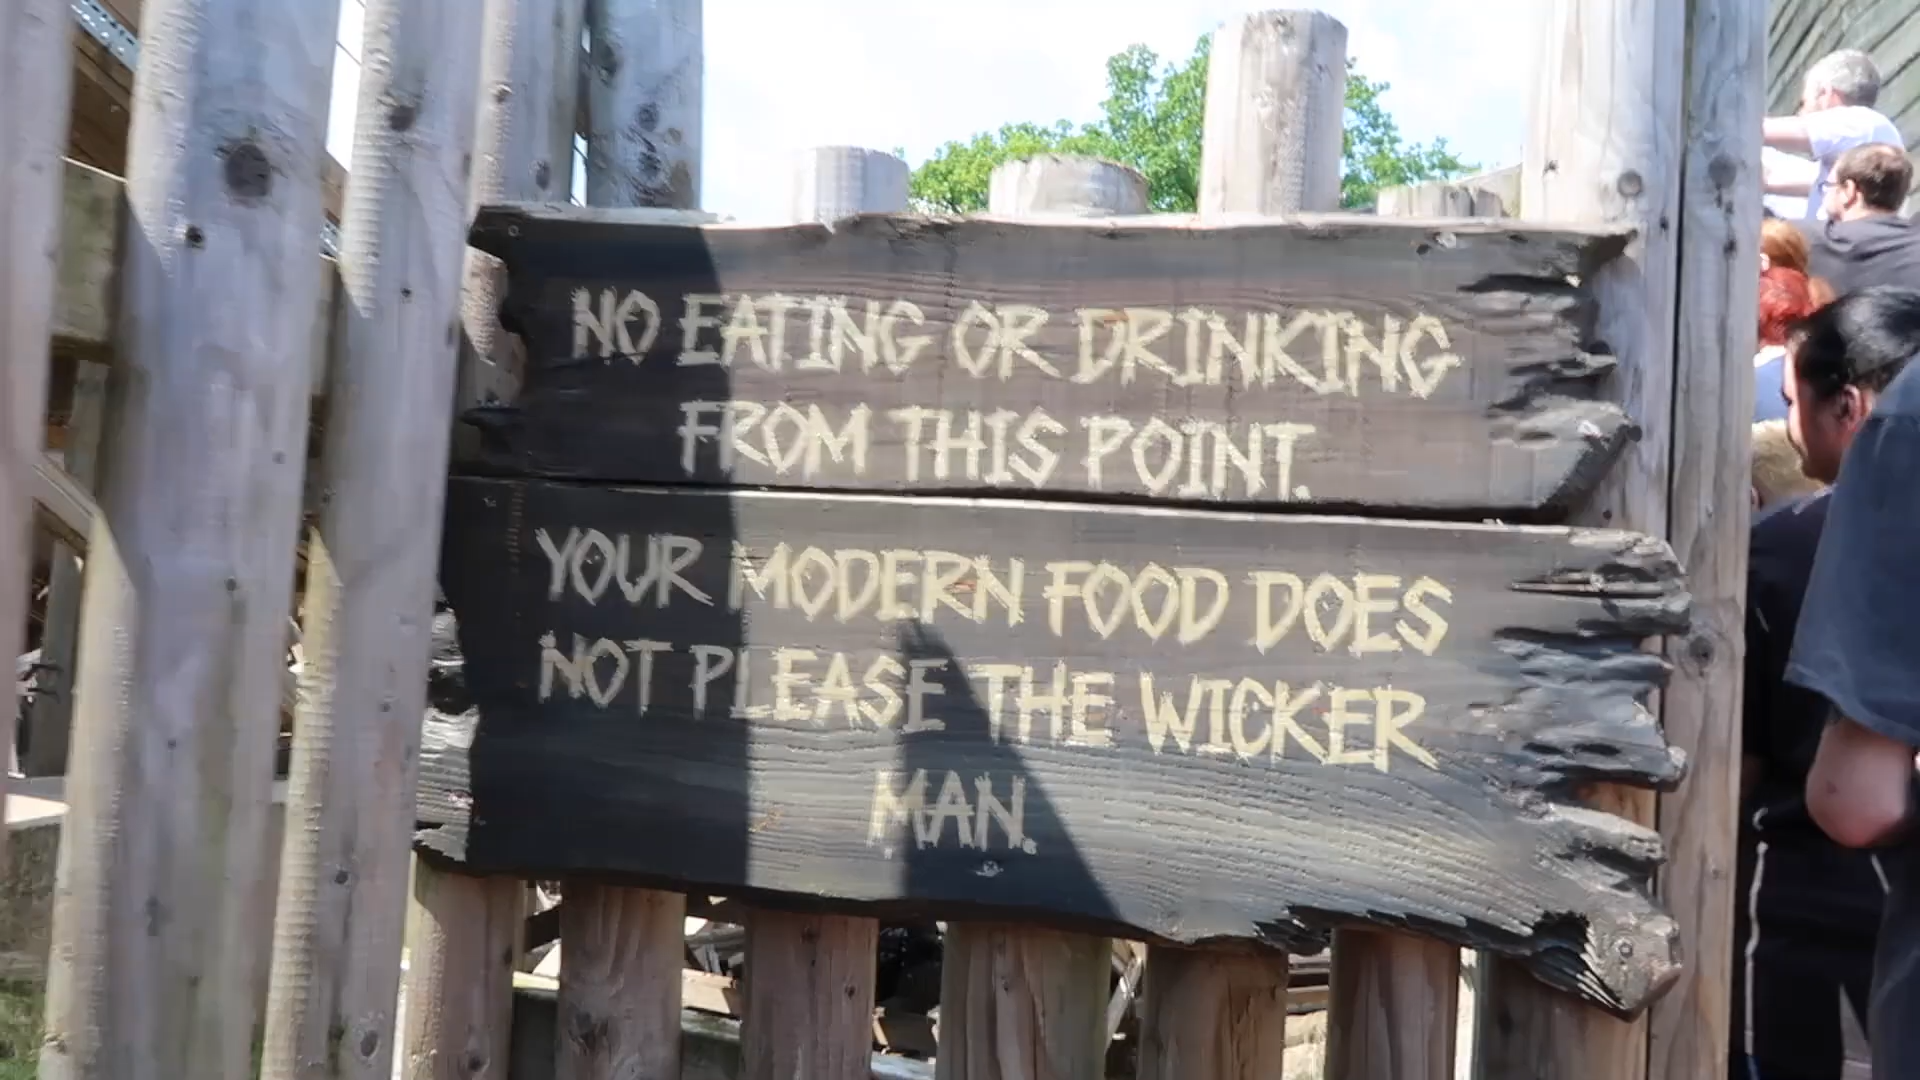 NO EATING OR DRINKING
FROM THIS POINT.
YOUR MODERN FOOD DOES
NOT PLEASE THE WICKER
MAN.